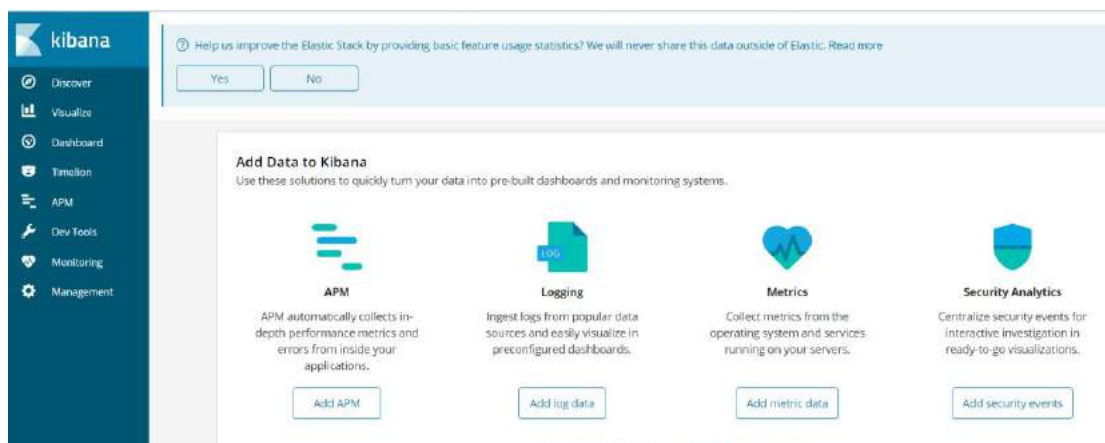 kibana
Help us improve the Elastic Stack by providing basic feature usage statistics? We will never share this data outside of Elastic. Read more
Yes
No
Discover
Visualize
Dashboard
Timelion
APM
Dev Tools
Monitoring
Management
Add Data to Kibana
Use these solutions to quickly turn your data into pre-built dashboards and monitoring systems.
APM
APM automatically collects in-
depth performance metrics and
errors from inside your
applications.
Add APM
LOG
Logging
Ingest logs from popular data
sources and easily visualize in
preconfigured dashboards.
Add log data
Metrics
Collect metrics from the
operating system and services
running on your servers.
Add metric data
Security Analytics
Centralize security events for
interactive investigation in
ready-to-go visualizations.
Add security events